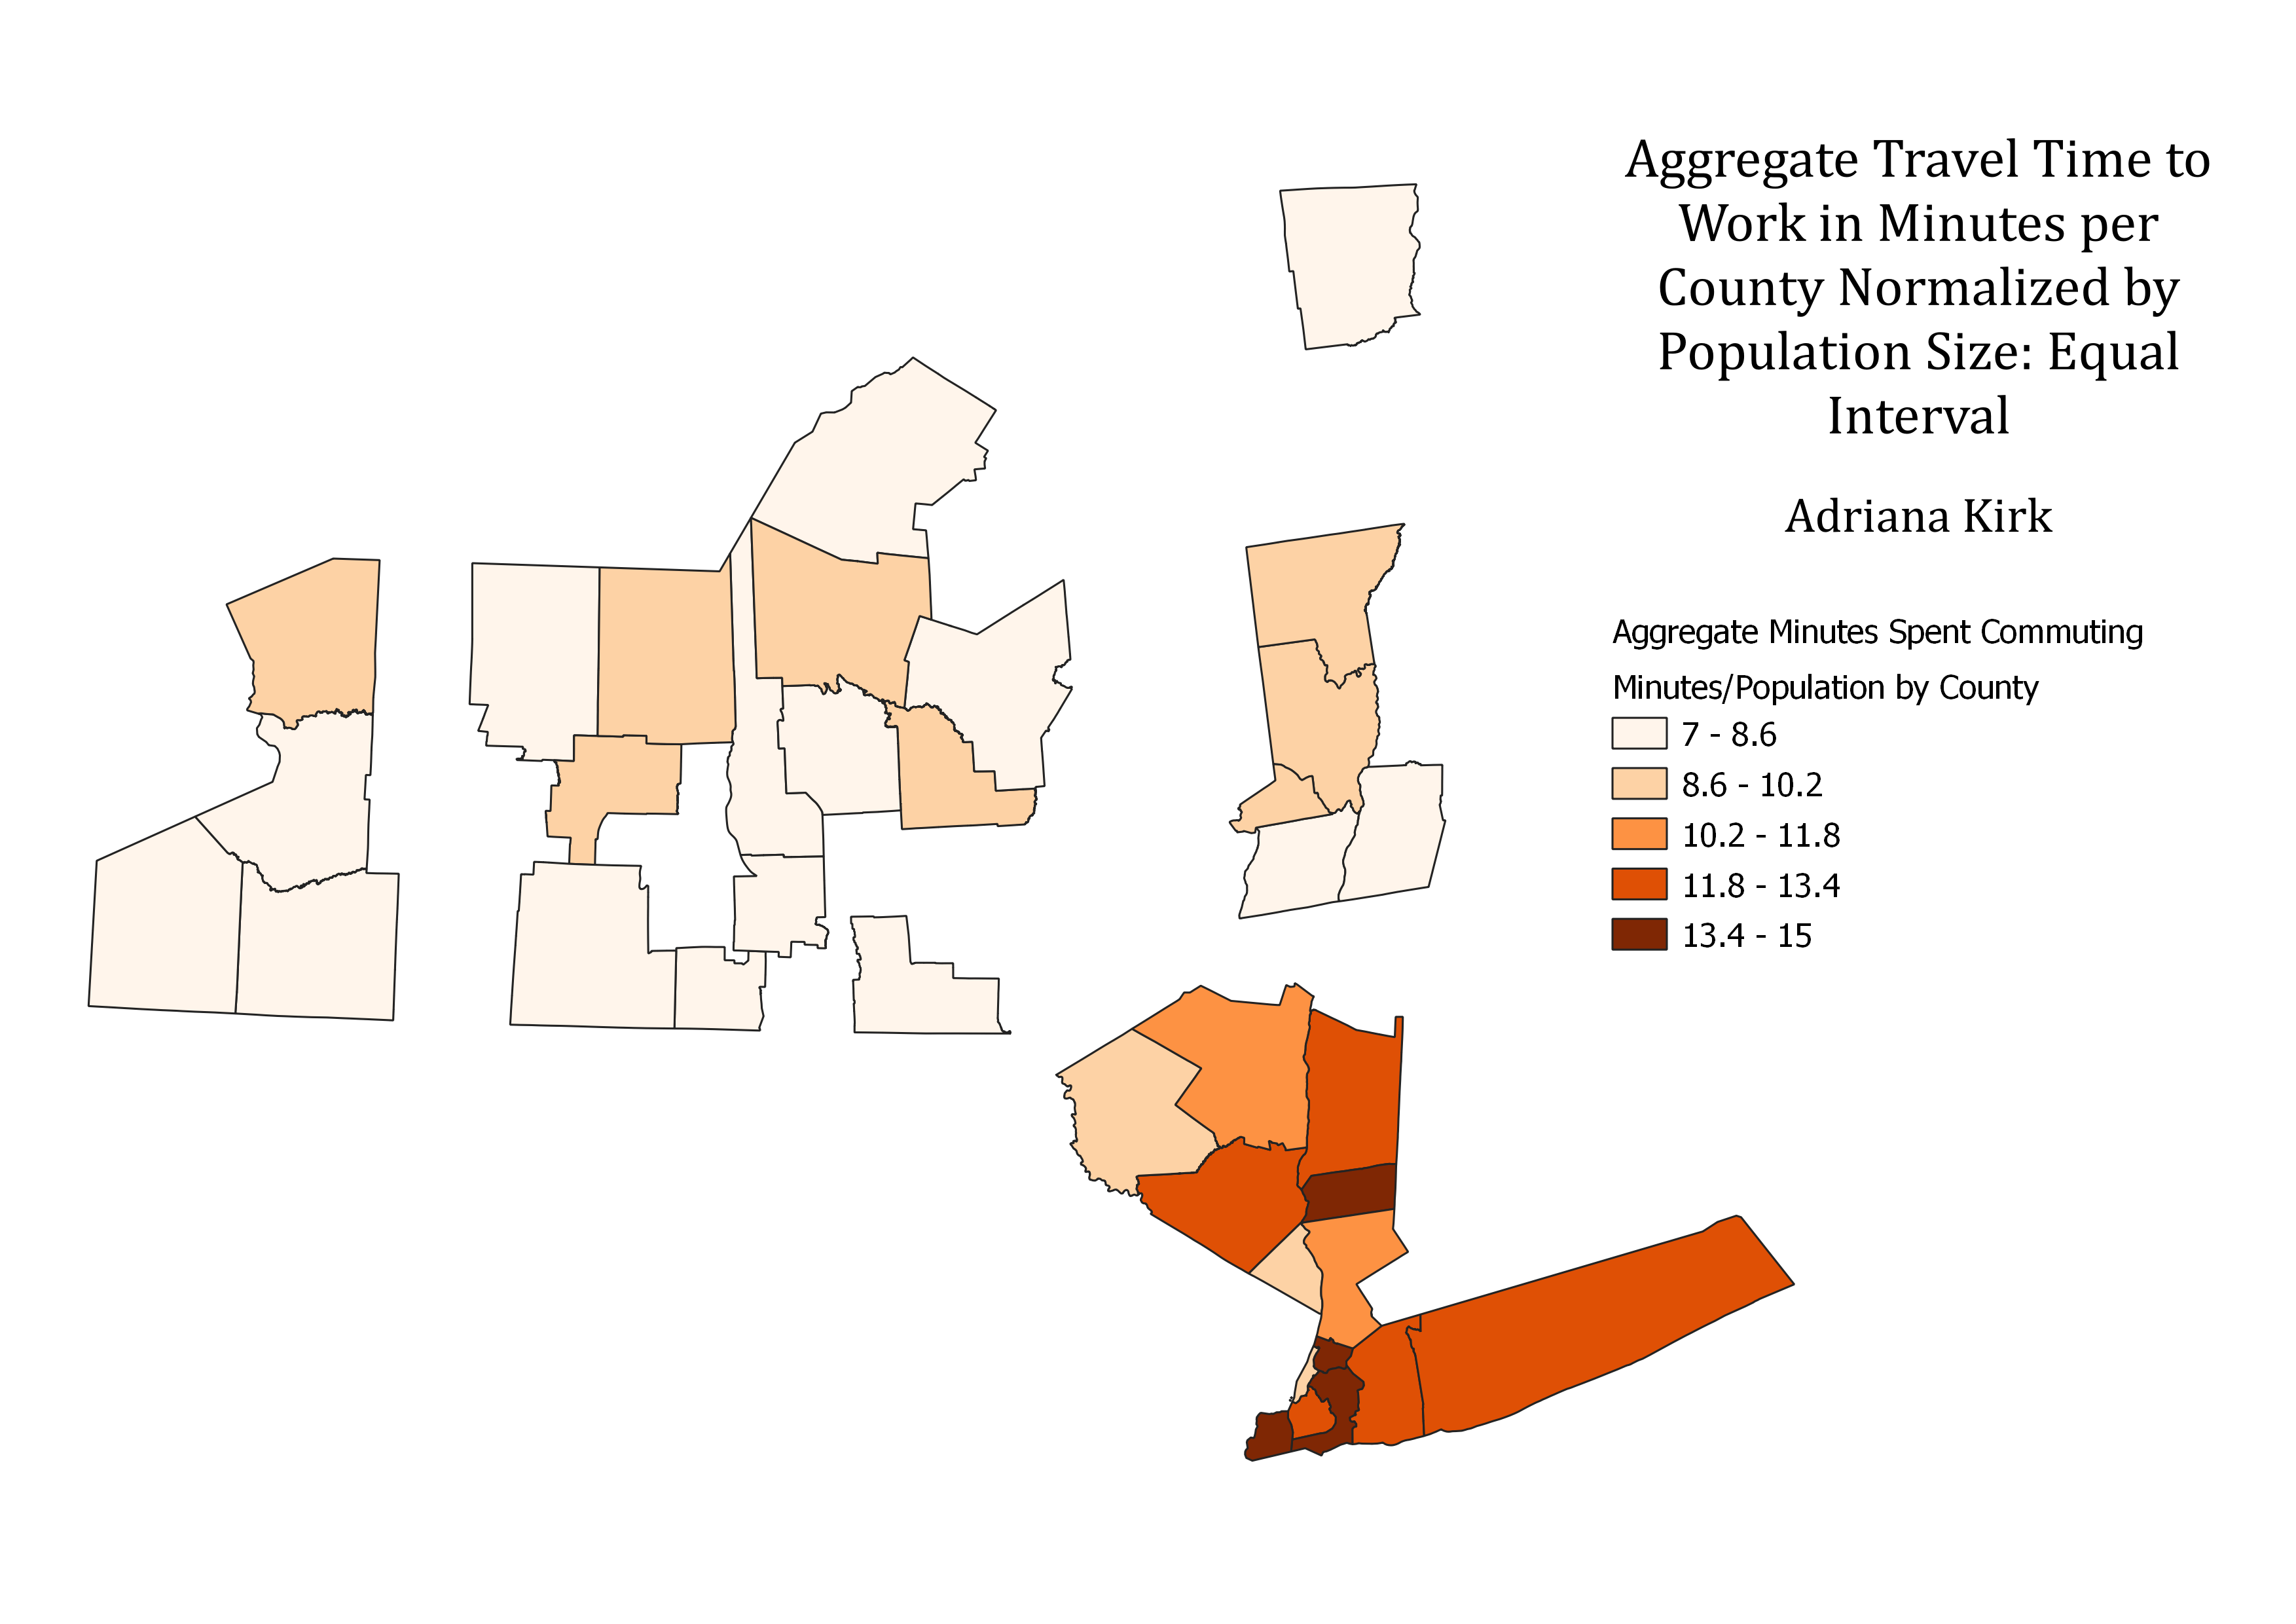 Aggregate Travel Time to
Work in Minutes per
County Normalized by
Population Size: Equal
Interval
Adriana Kirk
Aggregate Minutes Spent Commuting
Minutes/Population by County
7 - 8.6
8.6 - 10.2
10.2 - 11.8
11.8 - 13.4
13.4 - 15